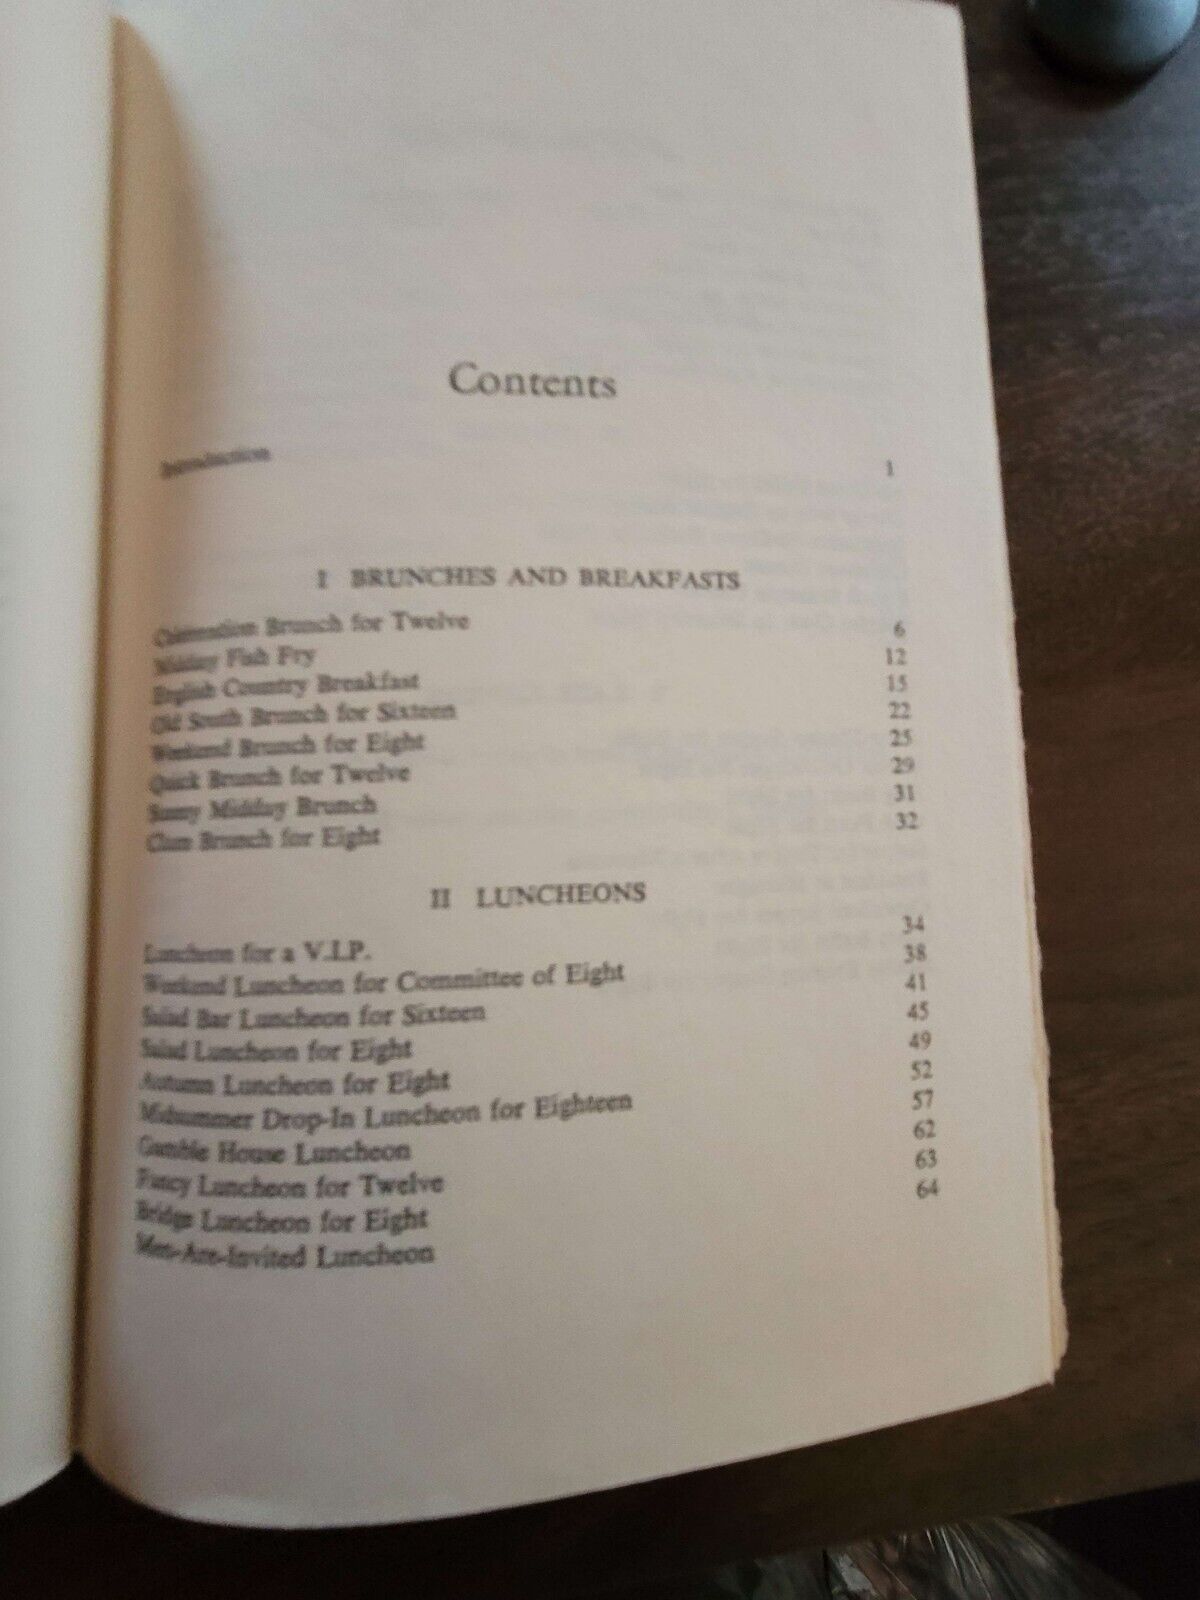 Contents
Introduction 1
I BRUNCHES AND BREAKFASTS
Brunch for Twelve 6
Midday Fish Fry 12
English Country Breakfast 15
Old South Brunch for Sixteen 22
Weekend Brunch for Eight 25
Quick Brunch for Twelve 29
Sunny Midday Brunch 31
Clam Brunch for Eight 32
II LUNCHEONS
Luncheon for a V.I.P. 34
Weekend Luncheon for Committee of Eight 38
Salad Bar Luncheon for Sixteen 41
Salad Luncheon for Eight 45
Autumn Luncheon for Eight 49
Midsummer Drop-In Luncheon for Eighteen 52
Gamble House Luncheon 57
Fancy Luncheon for Twelve 62
Bridge Luncheon for Eight 63
Men-Are-Invited Luncheon 64